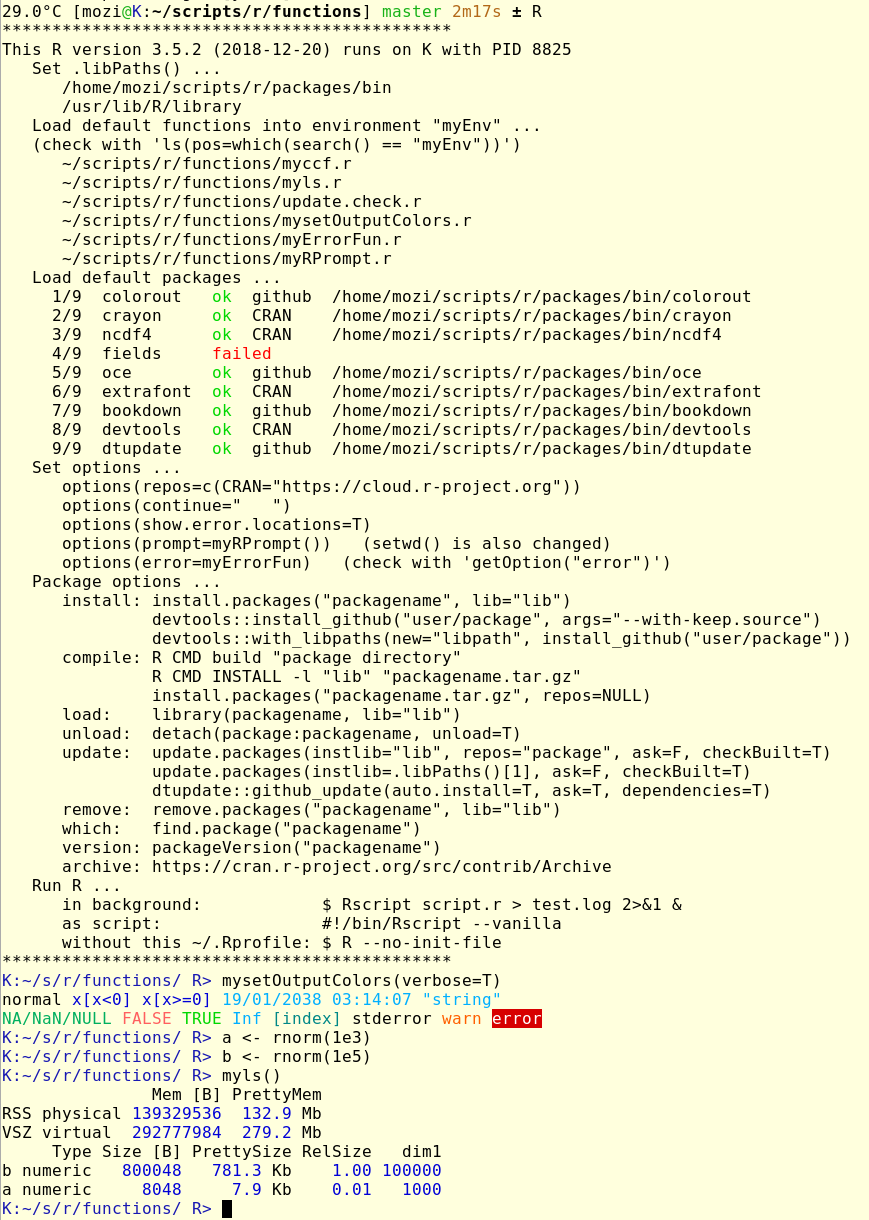 29.0°C [mozi@K:~/scripts/r/functions] master 2m17s ± R
*********************************************
This R version 3.5.2 (2018-12-20) runs on K with PID 8825
   Set .libPaths() ...
      /home/mozi/scripts/r/packages/bin
      /usr/lib/R/library
   Load default functions into environment "myEnv" ...
   (check with 'ls(pos=which(search() == "myEnv"))')
      ~/scripts/r/functions/myccf.r
      ~/scripts/r/functions/myls.r
      ~/scripts/r/functions/update.check.r
      ~/scripts/r/functions/mysetOutputColors.r
      ~/scripts/r/functions/myErrorFun.r
      ~/scripts/r/functions/myRPrompt.r
   Load default packages ...
     1/9  colorout   ok  github  /home/mozi/scripts/r/packages/bin/colorout
     2/9  crayon     ok  CRAN    /home/mozi/scripts/r/packages/bin/crayon
     3/9  ncdf4      ok  CRAN    /home/mozi/scripts/r/packages/bin/ncdf4
     4/9  fields     failed
     5/9  oce        ok  github  /home/mozi/scripts/r/packages/bin/oce
     6/9  extrafont  ok  CRAN    /home/mozi/scripts/r/packages/bin/extrafont
     7/9  bookdown   ok  github  /home/mozi/scripts/r/packages/bin/bookdown
     8/9  devtools   ok  CRAN    /home/mozi/scripts/r/packages/bin/devtools
     9/9  dtupdate   ok  github  /home/mozi/scripts/r/packages/bin/dtupdate
   Set options ...
      options(repos=c(CRAN="https://cloud.r-project.org"))
      options(continue="   ")
      options(show.error.locations=T)
      options(prompt=myRPrompt())   (setwd() is also changed)
      options(error=myErrorFun)   (check with 'getOption("error")')
   Package options ...
      install: install.packages("packagename", lib="lib")
               devtools::install_github("user/package", args="--with-keep.source")
               devtools::with_libpaths(new="libpath", install_github("user/package"))
      compile: R CMD build "package directory"
               R CMD INSTALL -l "lib" "packagename.tar.gz"
               install.packages("packagename.tar.gz", repos=NULL)
      load:    library(packagename, lib="lib")
      unload:  detach(package:packagename, unload=T)
      update:  update.packages(instlib="lib", repos="package", ask=F, checkBuilt=T)
               update.packages(instlib=.libPaths()[1], ask=F, checkBuilt=T)
               dtupdate::github_update(auto.install=T, ask=T, dependencies=T)
      remove:  remove.packages("packagename", lib="lib")
      which:   find.package("packagename")
      version: packageVersion("packagename")
      archive: https://cran.r-project.org/src/contrib/Archive
   Run R ...
      in background:            $ Rscript script.r > test.log 2>&1 &
      as script:                #!/bin/Rscript --vanilla
      without this ~/.Rprofile: $ R --no-init-file
*********************************************
K:~/s/r/functions/ R> mysetOutputColors(verbose=T)
normal x[x<0] x[x>=0] 19/01/2038 03:14:07 "string"
NA/NaN/NULL FALSE TRUE Inf [index] stderror warn error
K:~/s/r/functions/ R> a <- rnorm(1e3)
K:~/s/r/functions/ R> b <- rnorm(1e5)
K:~/s/r/functions/ R> myls()
               Mem [B] PrettyMem
RSS physical 139329536  132.9 Mb
VSZ virtual  292777984  279.2 Mb
     Type Size [B] PrettySize RelSize   dim1
b numeric   800048   781.3 Kb    1.00 100000
a numeric     8048     7.9 Kb    0.01   1000
K:~/s/r/functions/ R>